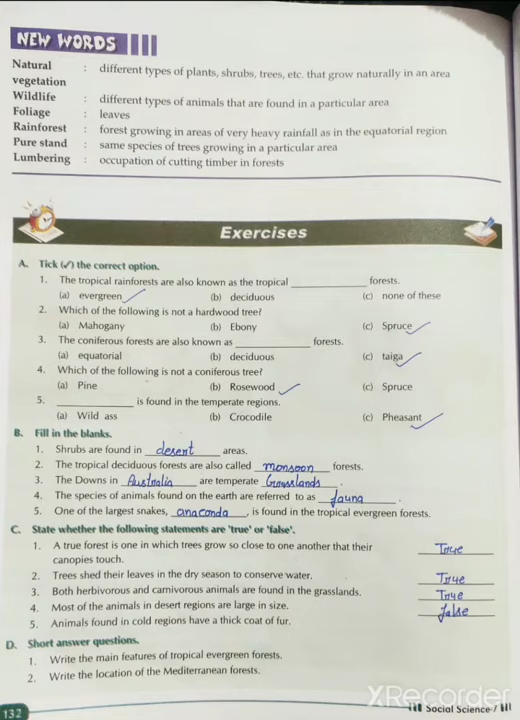 NEW WORDS
Natural vegetation : different types of plants, shrubs, trees, etc. that grow naturally in an area
Wildlife : different types of animals that are found in a particular area
Foliage : leaves
Rainforest : forest growing in areas of very heavy rainfall as in the equatorial region
Pure stand : same species of trees growing in a particular area
Lumbering : occupation of cutting timber in forests
Exercises
A. Tick (✓) the correct option.
1. The tropical rainforests are also known as the tropical ____________ forests.
(a) evergreen ✓ (b) deciduous (c) none of these
2. Which of the following is not a hardwood tree?
(a) Mahogany (b) Ebony (c) Spruce ✓
3. The coniferous forests are also known as ____________ forests.
(a) equatorial (b) deciduous (c) taiga ✓
4. Which of the following is not a coniferous tree?
(a) Pine (b) Rosewood ✓ (c) Spruce
5. ____________ is found in the temperate regions.
(a) Wild ass (b) Crocodile (c) Pheasant ✓
B. Fill in the blanks.
1. Shrubs are found in desert areas.
2. The tropical deciduous forests are also called monsoon forests.
3. The Downs in Australia are temperate Grasslands.
4. The species of animals found on the earth are referred to as fauna.
5. One of the largest snakes, anaconda, is found in the tropical evergreen forests.
C. State whether the following statements are 'true' or 'false'.
1. A true forest is one in which trees grow so close to one another that their True
canopies touch.
2. Trees shed their leaves in the dry season to conserve water. True
3. Both herbivorous and carnivorous animals are found in the grasslands. True
4. Most of the animals in desert regions are large in size. false
5. Animals found in cold regions have a thick coat of fur.
D. Short answer questions.
1. Write the main features of tropical evergreen forests.
2. Write the location of the Mediterranean forests.
132
Social Science-7
XRecorder